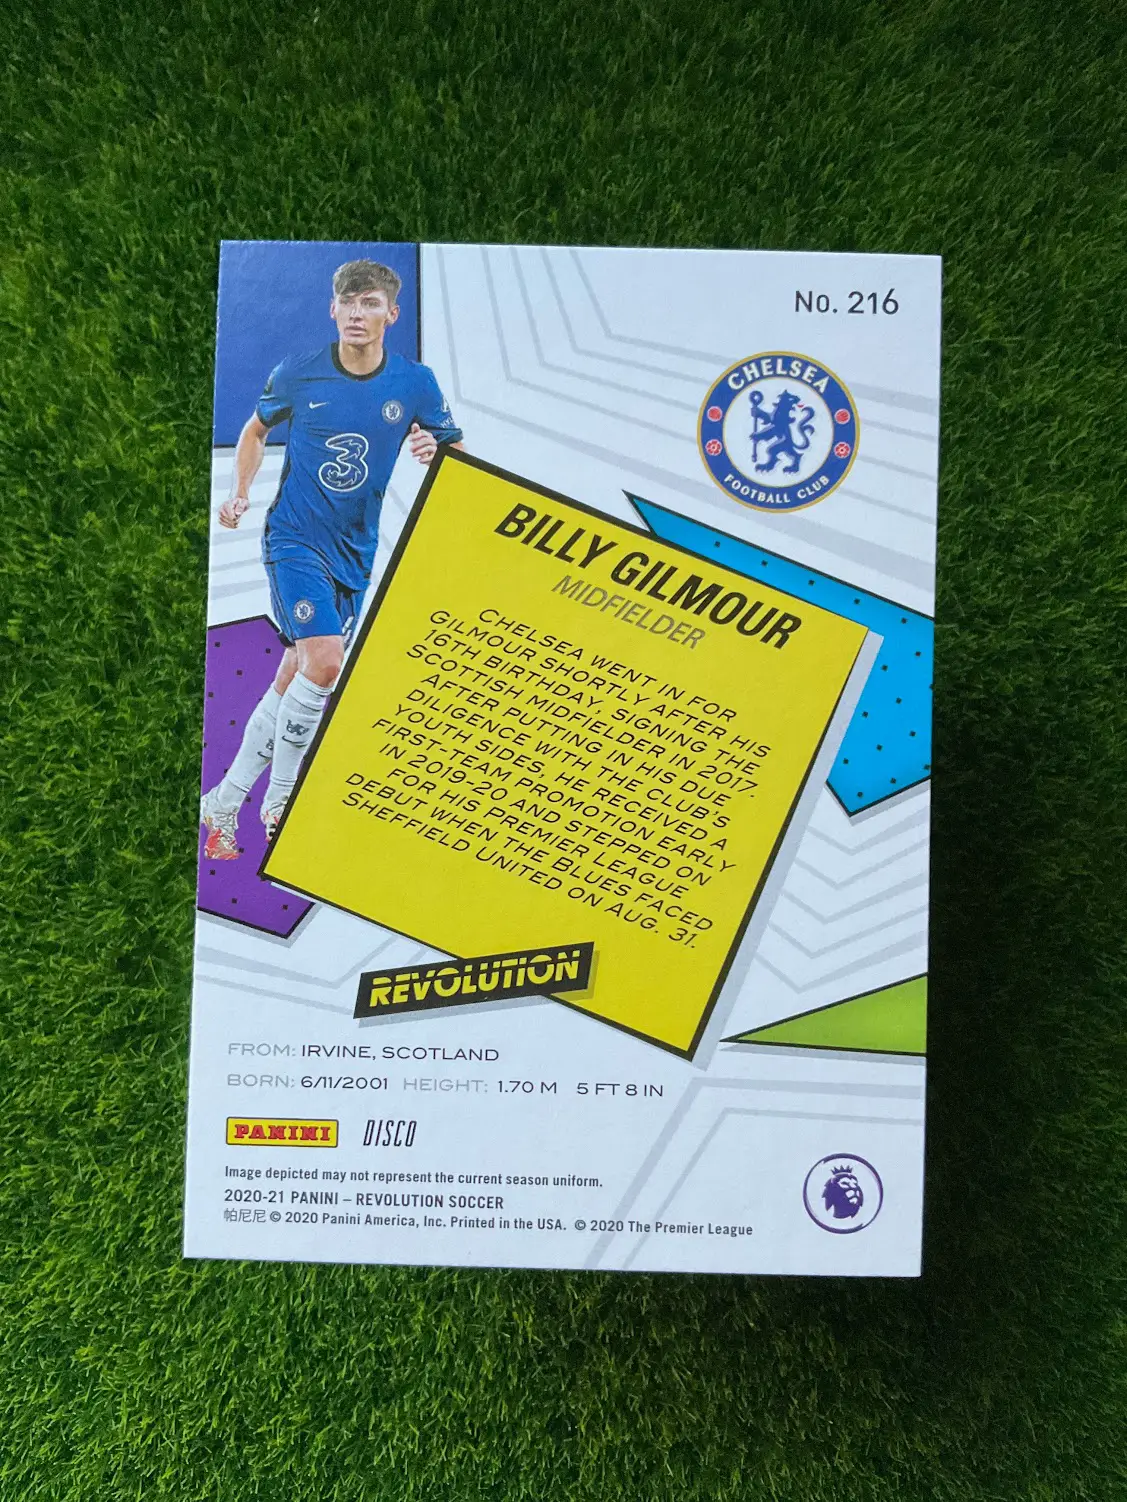 No. 216
CHELSEA
FOOTBALL CLUB
3
BILLY GILMOUR
MIDFIELDER
CHELSEA WENT IN FOR
GILMOUR SHORTLY AFTER HIS
16TH BIRTHDAY, SIGNING THE
SCOTTISH MIDFIELDER IN 2017.
AFTER PUTTING IN HIS DUE
DILIGENCE WITH THE CLUB'S
YOUTH SIDES, HE RECEIVED A
FIRST-TEAM PROMOTION EARLY
IN 2019-20 AND STEPPED ON
FOR HIS PREMIER LEAGUE
DEBUT WHEN THE BLUES FACED
SHEFFIELD UNITED ON AUG. 31.
REVOLUTION
FROM: IRVINE, SCOTLAND
BORN: 6/11/2001 HEIGHT: 1.70 M 5 FT 8 IN
PANINI DISCO
Image depicted may not represent the current season uniform.
2020-21 PANINI – REVOLUTION SOCCER
帕尼尼 © 2020 Panini America, Inc. Printed in the USA. © 2020 The Premier League